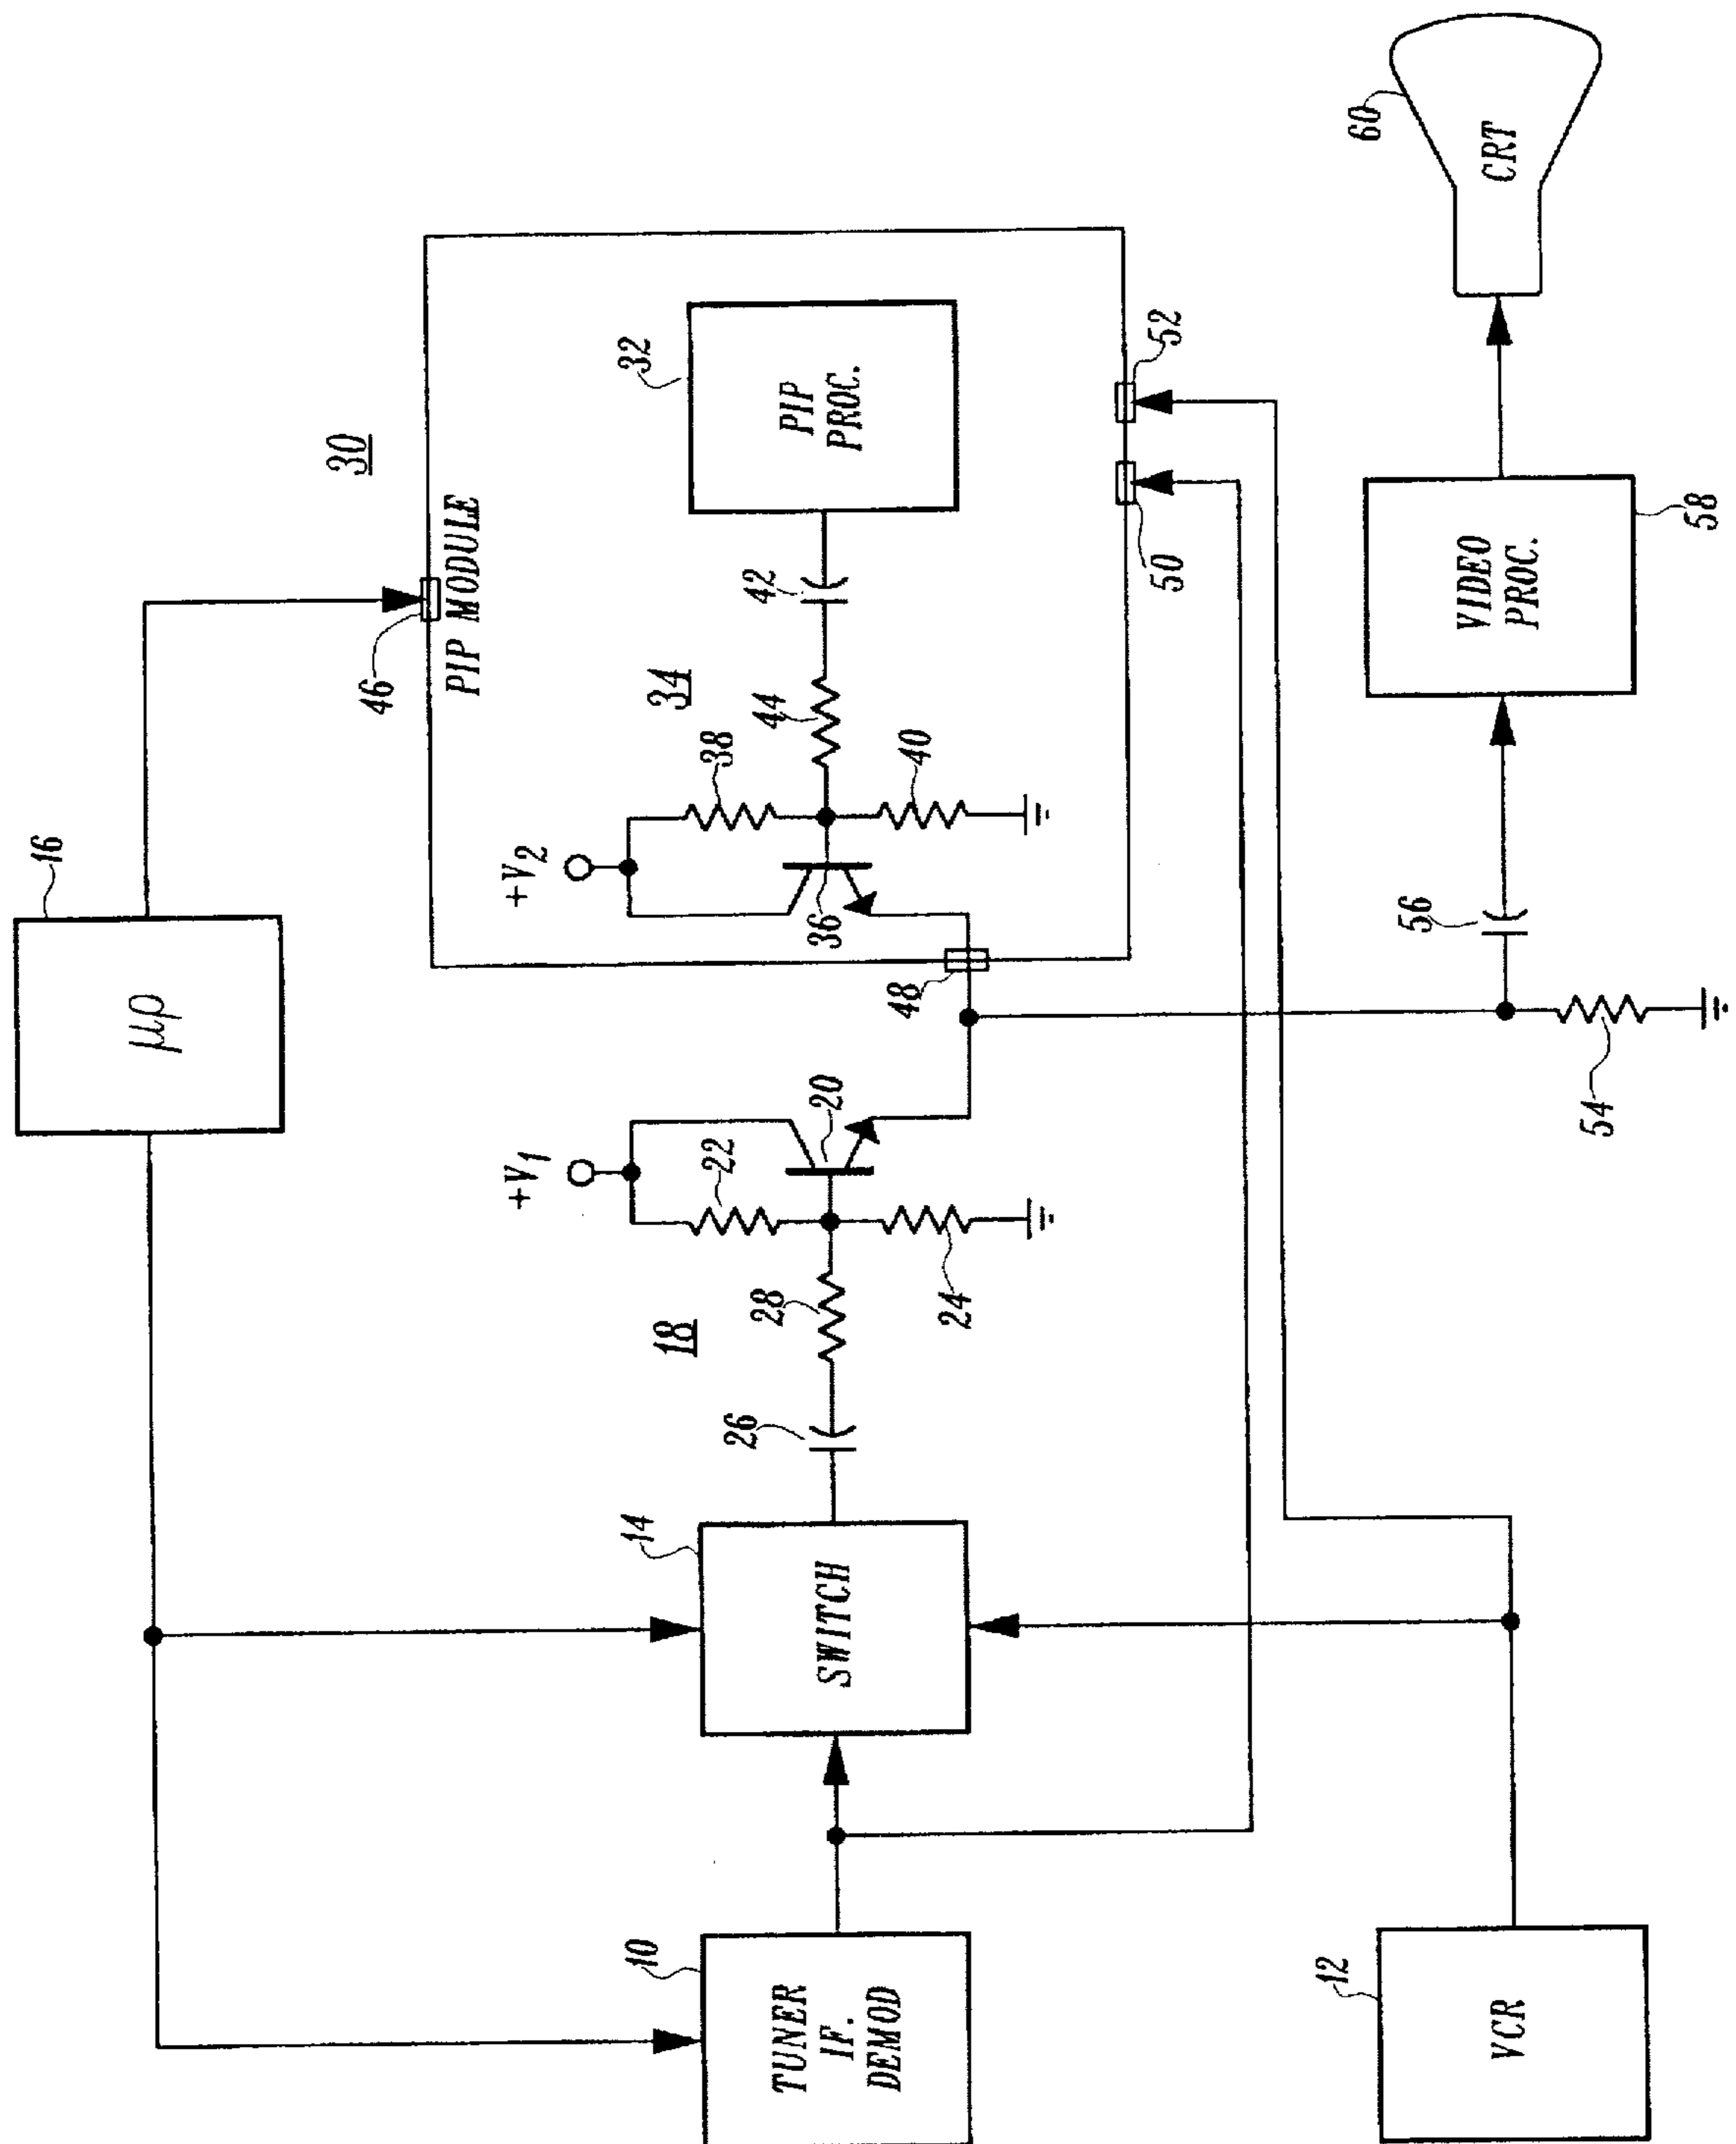 16
μρ
30
46
PIP MODULE
+V1
+V2
10
TUNER
IF.
DEMOD
14
SWITCH
18
26
28
22
20
24
34
36
38
40
44
42
32
PIP
PROC.
48
50
52
12
VCR
54
56
VIDEO
PROC.
58
60
CRT